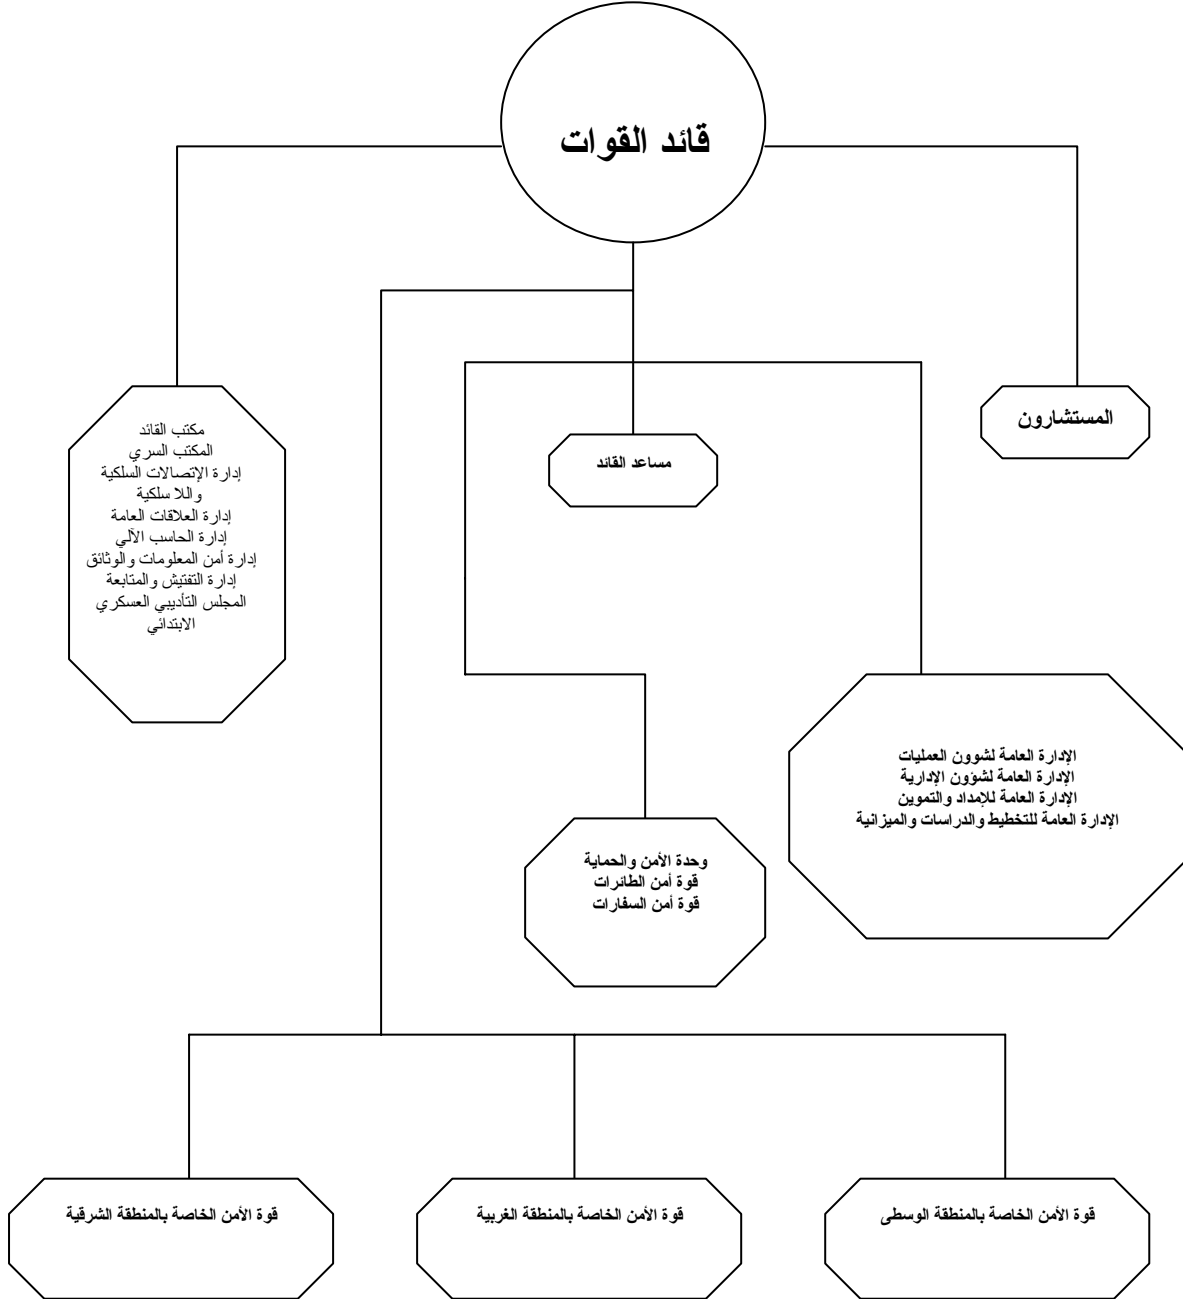 قائد القوات
المستشارون
مساعد القائد
مكتب القائد
المكتب السري
إدارة الإتصالات السلكية
واللا سلكية
إدارة العلاقات العامة
إدارة الحاسب الآلي
إدارة أمن المعلومات والوثائق
إدارة التفتيش والمتابعة
المجلس التأديبي العسكري
الابتدائي
الإدارة العامة لشوون العمليات
الإدارة العامة لشؤون الإدارية
الإدارة العامة للإمداد والتموين
الإدارة العامة للتخطيط والدراسات والميزانية
وحدة الأمن والحماية
قوة أمن الطائرات
قوة أمن السفارات
قوة الأمن الخاصة بالمنطقة الوسطى
قوة الأمن الخاصة بالمنطقة الغربية
قوة الأمن الخاصة بالمنطقة الشرقية